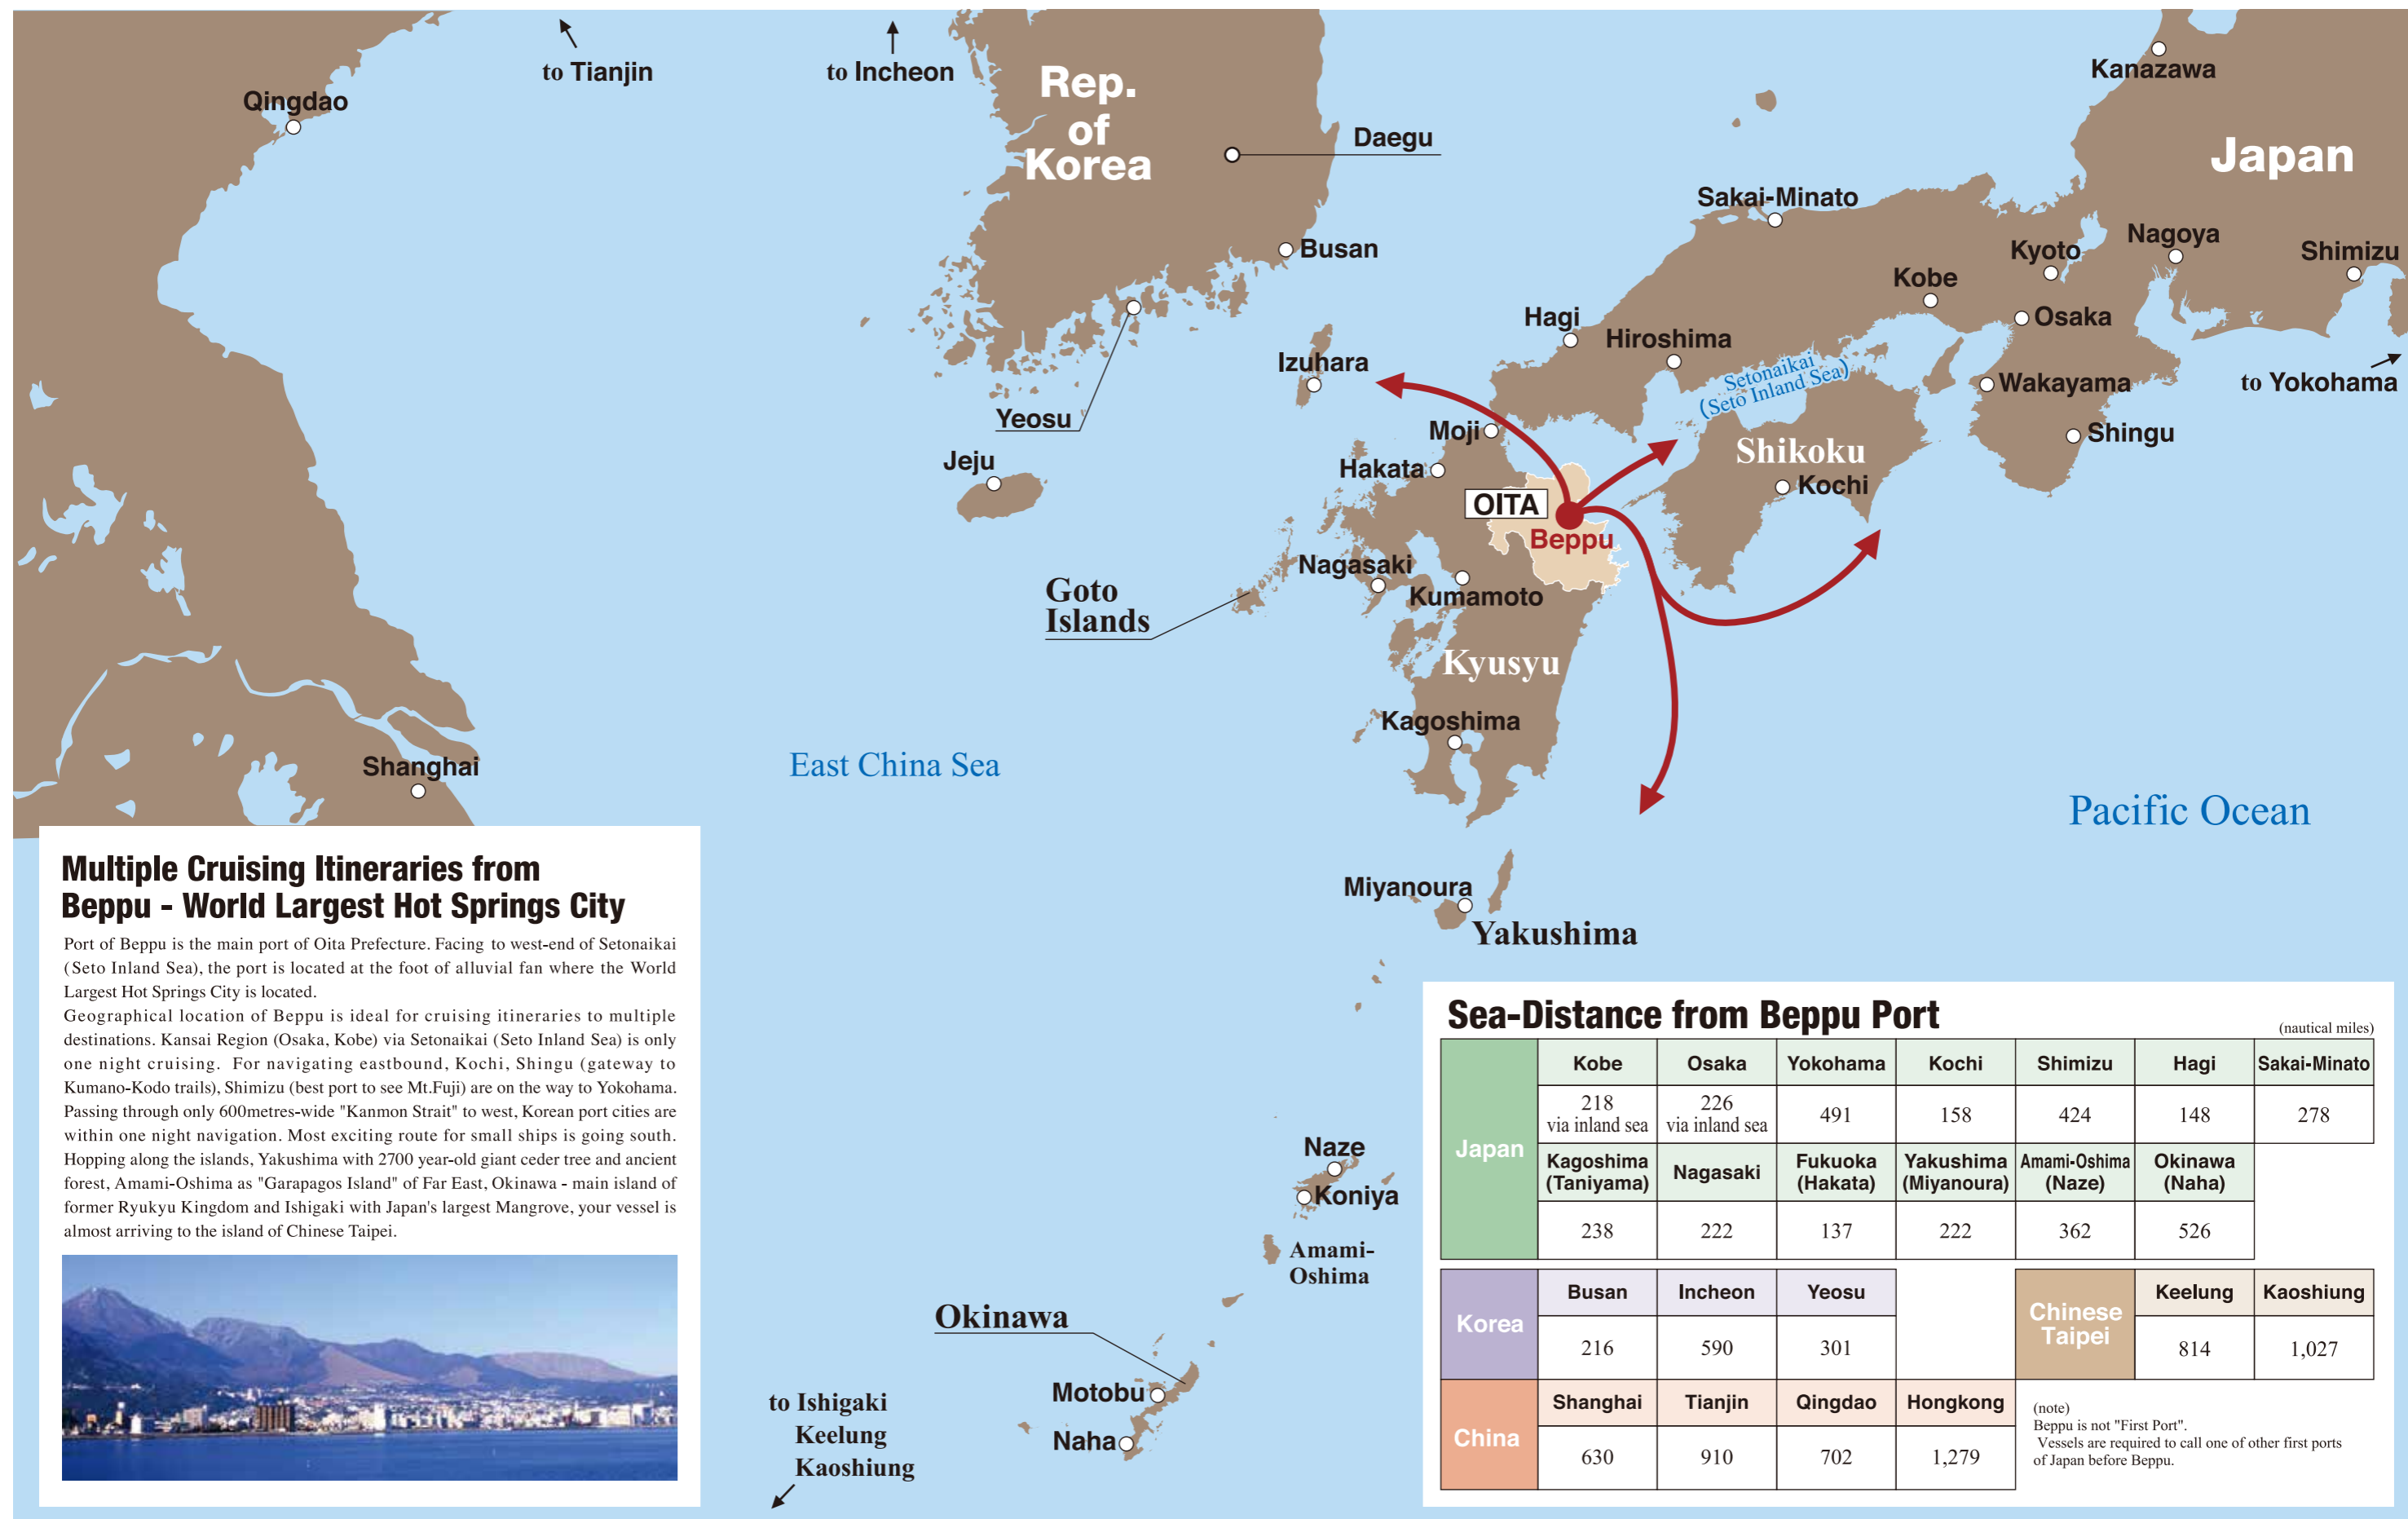 to Tianjin
to Incheon
Qingdao
Rep.
of
Korea
Daegu
Kanazawa
Japan
Sakai-Minato
Busan
Kyoto
Nagoya
Shimizu
Kobe
Osaka
Hagi
Hiroshima
Izuhara
Setonaikai
(Seto Inland Sea)
Wakayama
to Yokohama
Yeosu
Moji
Shikoku
Shingu
Jeju
Hakata
Kochi
OITA
Beppu
Nagasaki
Goto
Islands
Kumamoto
Kyusyu
Kagoshima
Shanghai
East China Sea
Pacific Ocean
Miyanoura
Yakushima
Naze
Koniya
Amami-
Oshima
Okinawa
Motobu
Naha
to Ishigaki
Keelung
Kaoshiung
Multiple Cruising Itineraries from
Beppu - World Largest Hot Springs City
Port of Beppu is the main port of Oita Prefecture. Facing to west-end of Setonaikai
(Seto Inland Sea), the port is located at the foot of alluvial fan where the World
Largest Hot Springs City is located.
Geographical location of Beppu is ideal for cruising itineraries to multiple
destinations. Kansai Region (Osaka, Kobe) via Setonaikai (Seto Inland Sea) is only
one night cruising. For navigating eastbound, Kochi, Shingu (gateway to
Kumano-Kodo trails), Shimizu (best port to see Mt.Fuji) are on the way to Yokohama.
Passing through only 600metres-wide "Kanmon Strait" to west, Korean port cities are
within one night navigation. Most exciting route for small ships is going south.
Hopping along the islands, Yakushima with 2700 year-old giant ceder tree and ancient
forest, Amami-Oshima as "Garapagos Island" of Far East, Okinawa - main island of
former Ryukyu Kingdom and Ishigaki with Japan's largest Mangrove, your vessel is
almost arriving to the island of Chinese Taipei.
Sea-Distance from Beppu Port
(nautical miles)
Japan
Kobe Osaka Yokohama Kochi Shimizu Hagi Sakai-Minato
218 226 491 158 424 148 278
via inland sea via inland sea
Kagoshima Nagasaki Fukuoka Yakushima Amami-Oshima Okinawa
(Taniyama) (Hakata) (Miyanoura) (Naze) (Naha)
238 222 137 222 362 526
Korea
Busan Incheon Yeosu
216 590 301
Chinese
Taipei
Keelung Kaoshiung
814 1,027
China
Shanghai Tianjin Qingdao Hongkong
630 910 702 1,279
(note)
Beppu is not "First Port".
Vessels are required to call one of other first ports
of Japan before Beppu.